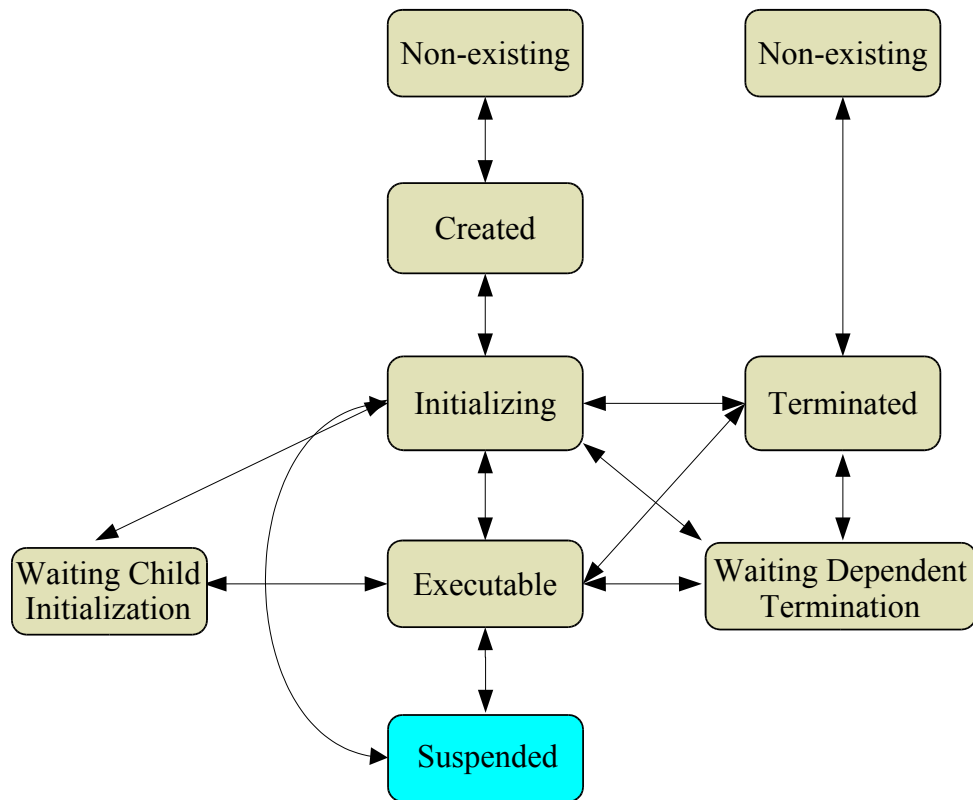 Non-existing
Non-existing
Created
Initializing
Terminated
Waiting Child
Initialization
Executable
Waiting Dependent
Termination
Suspended